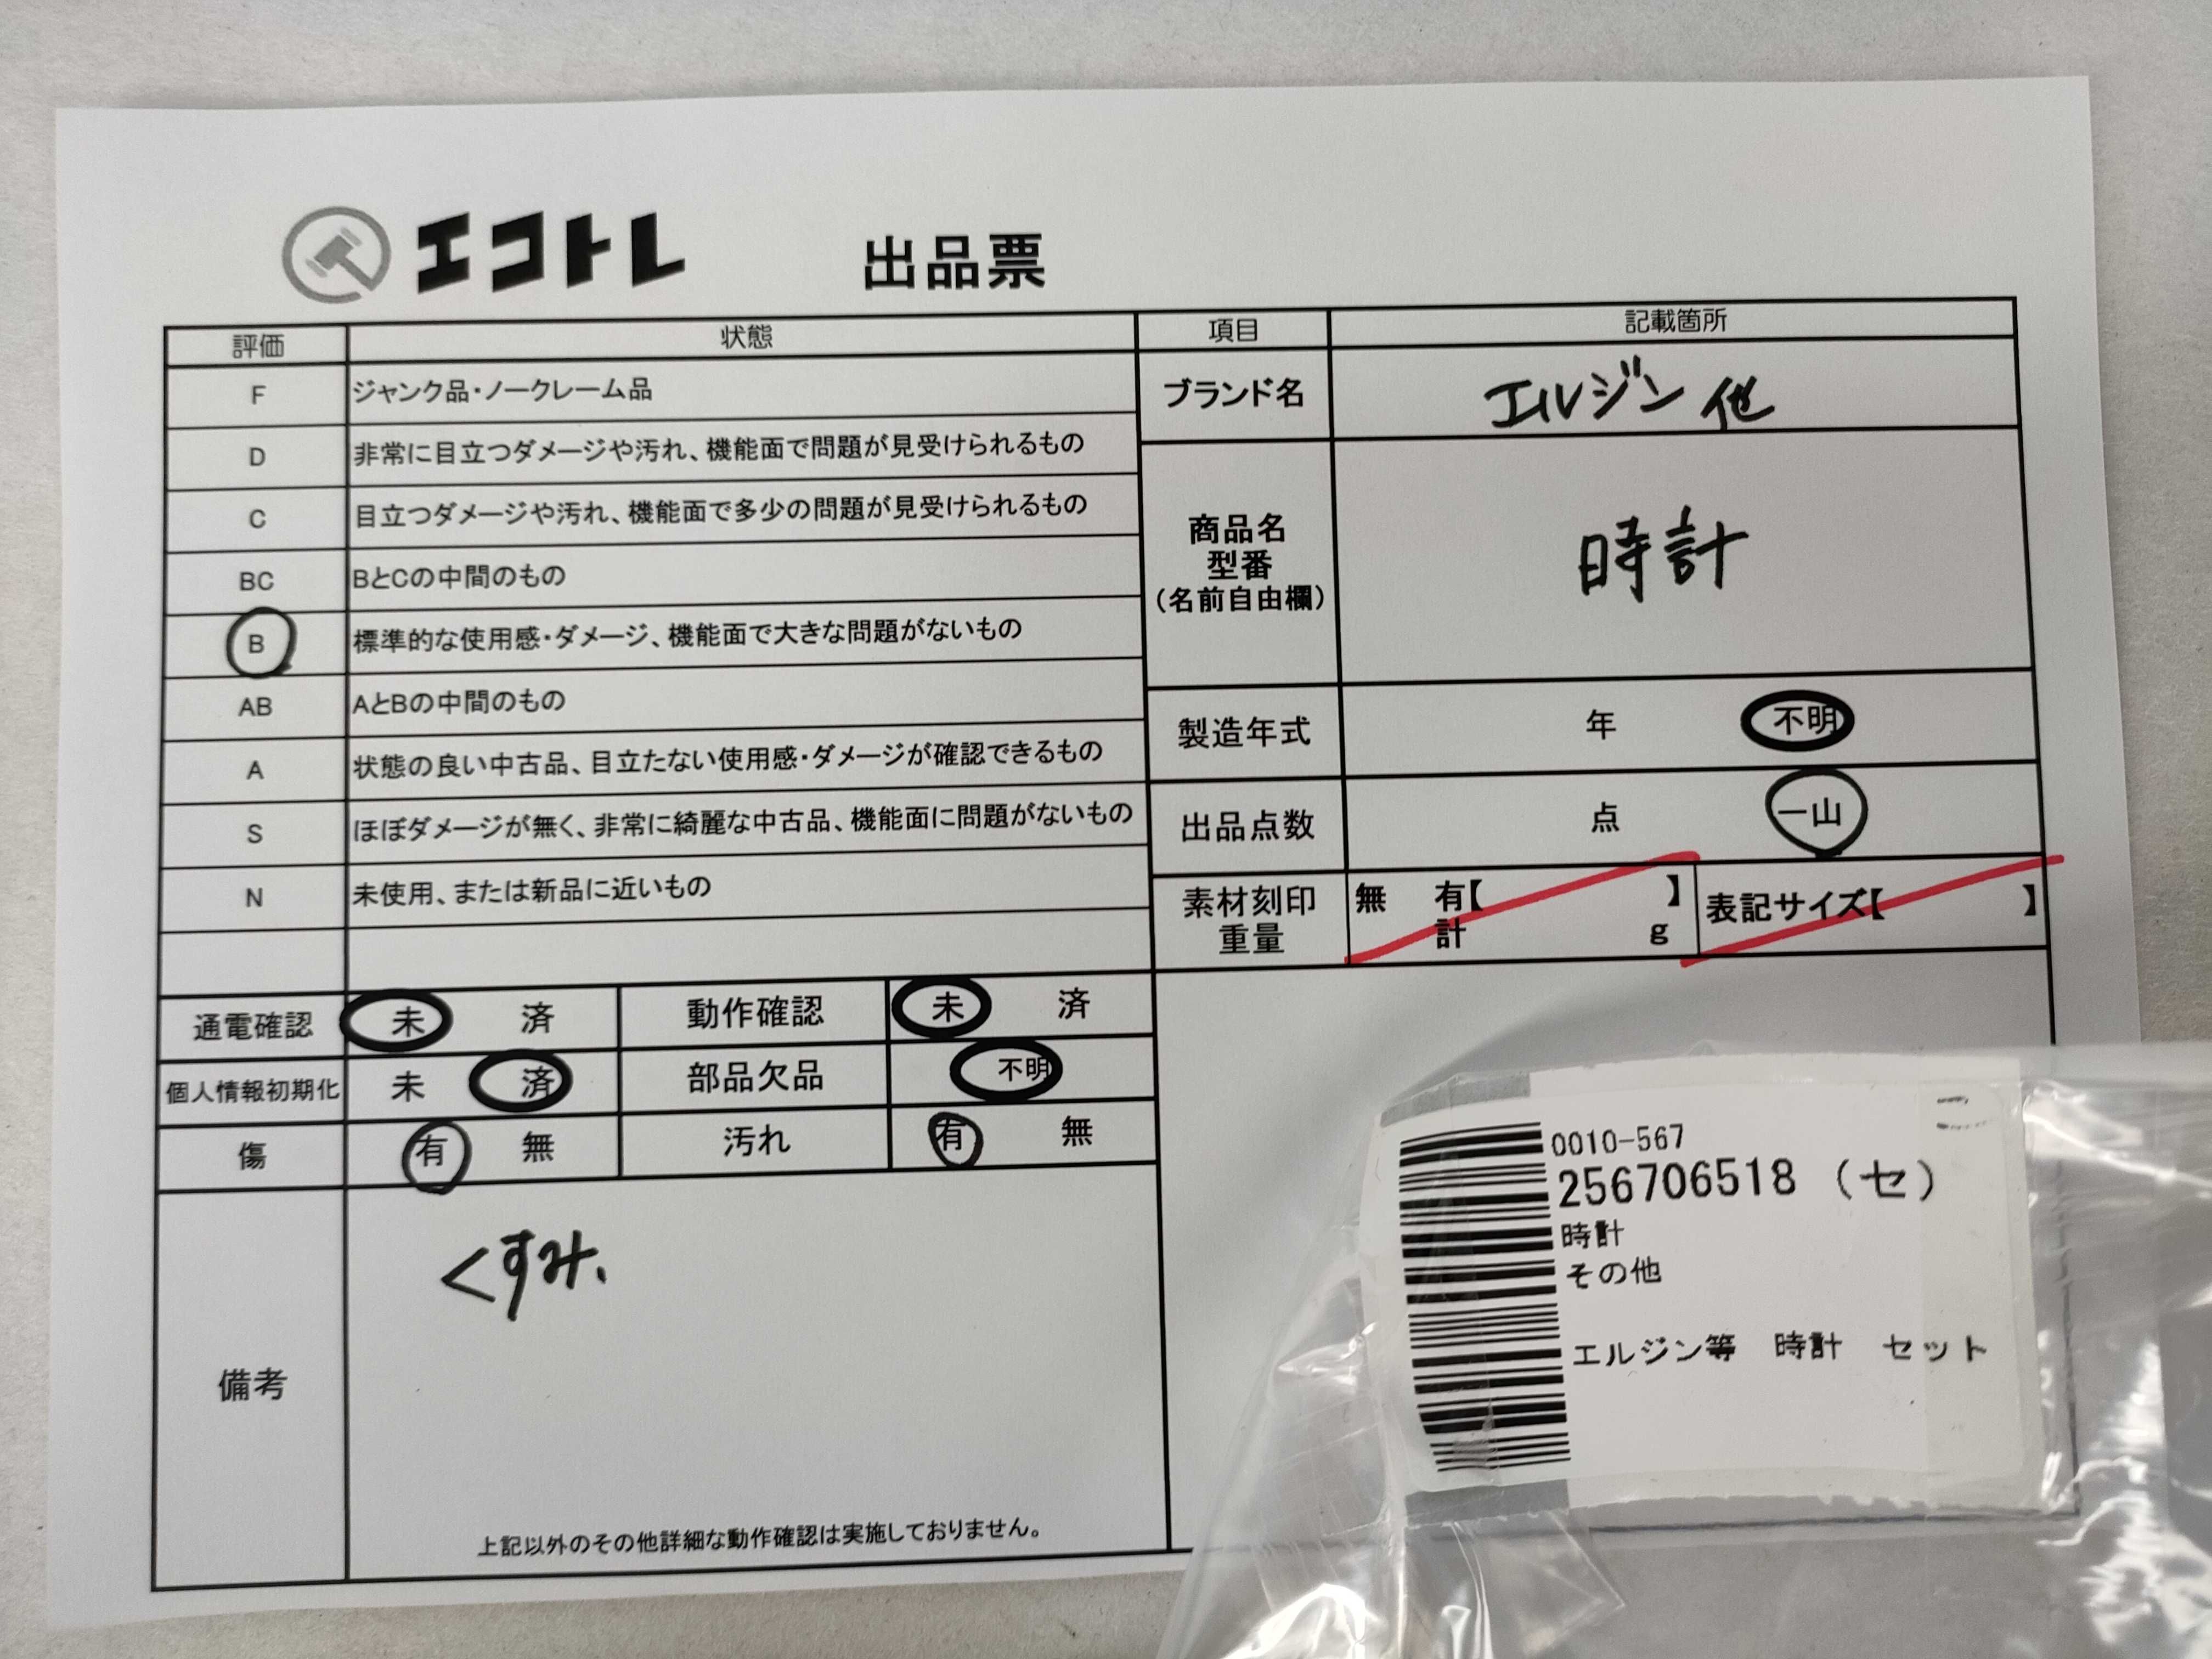 エコトレ 出品票
評価 状態
F ジャンク品・ノークレーム品
D 非常に目立つダメージや汚れ、機能面で問題が見受けられるもの
C 目立つダメージや汚れ、機能面で多少の問題が見受けられるもの
BC BとCの中間のもの
B 標準的な使用感・ダメージ、機能面で大きな問題がないもの
AB AとBの中間のもの
A 状態の良い中古品、目立たない使用感・ダメージが確認できるもの
S ほぼダメージが無く、非常に綺麗な中古品、機能面に問題がないもの
N 未使用、または新品に近いもの
通電確認 未 済 動作確認 未 済
個人情報初期化 未 済 部品欠品 不明
傷 有 無 汚れ 有 無
備考
くすみ、
上記以外のその他詳細な動作確認は実施しておりません。
項目 記載箇所
ブランド名 エルジン 他
商品名
型番
（名前自由欄）
時計
製造年式 年 不明
出品点数 点 一山
素材刻印 無 有【 】 表記サイズ【 】
重量 計 g
0010-567
256706518 （セ）
時計
その他
エルジン等 時計 セット